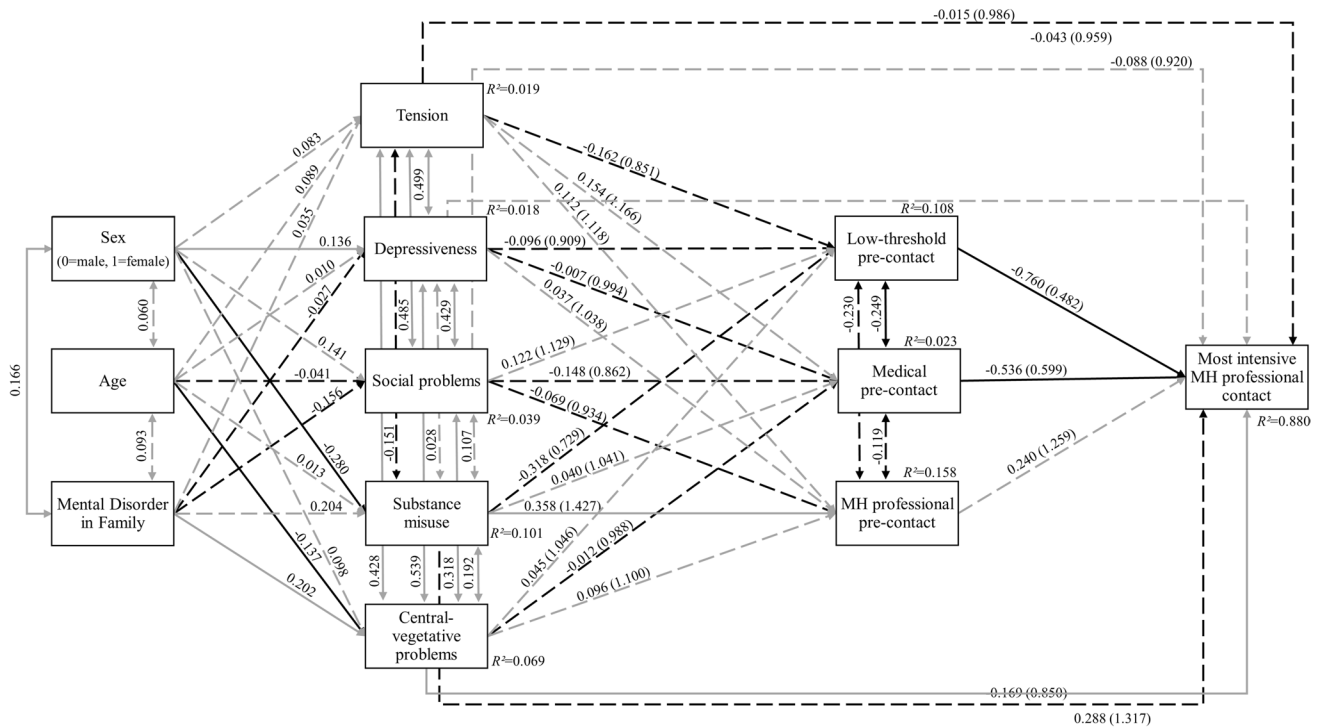 -0.015 (0.986)
-0.043 (0.959)
-0.088 (0.920)
R²=0.019
Tension
0.083
-0.162 (0.851)
0.089
0.154 (1.166)
0.499
0.112 (1.118)
0.035
R²=0.018
R²=0.108
Sex
(0=male, 1=female)
0.136
Depressiveness
-0.096 (0.909)
Low-threshold
pre-contact
0.010
-0.007 (0.994)
-0.760 (0.482)
-0.027
0.037 (1.038)
0.060
0.485
0.429
-0.230
-0.249
0.141
0.122 (1.129)
R²=0.023
0.166
Age
-0.041
Social problems
-0.148 (0.862)
Medical
pre-contact
-0.536 (0.599)
Most intensive
MH professional
contact
-0.156
-0.069 (0.934)
R²=0.039
R²=0.880
0.093
-0.151
0.028
0.107
-0.119
-0.318 (0.729)
0.013
-0.280
0.040 (1.041)
R²=0.158
0.240 (1.259)
Mental Disorder
in Family
0.204
Substance
misuse
0.358 (1.427)
MH professional
pre-contact
R²=0.101
-0.137
0.098
0.428
0.539
0.318
0.192
0.045 (1.046)
-0.012 (0.988)
0.202
0.096 (1.100)
Central-
vegetative
problems
R²=0.069
0.169 (0.850)
0.288 (1.317)